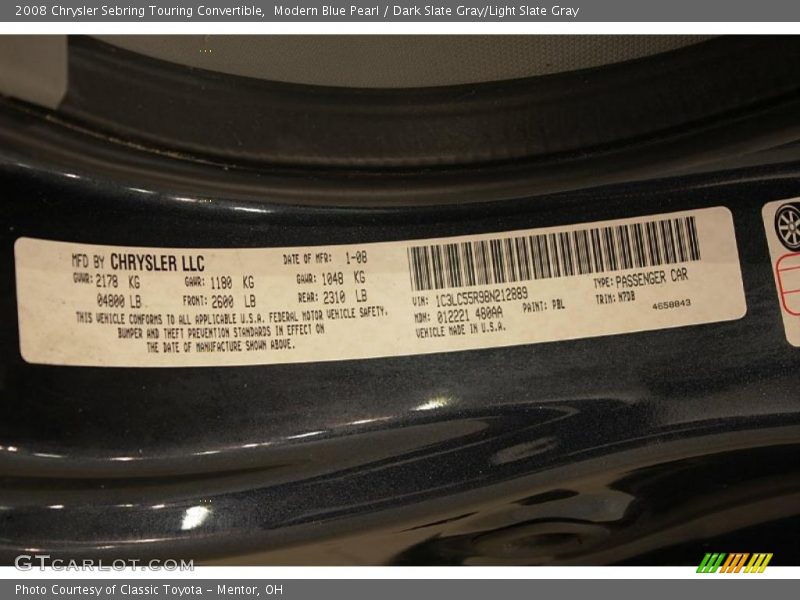 2008 Chrysler Sebring Touring Convertible,  Modern Blue Pearl / Dark Slate Gray/Light Slate Gray
MFD BY CHRYSLER LLC DATE OF MFR: 1-08
GVWR: 2178 KG GAWR: 1180 KG GAWR: 1048 KG
04800 LB FRONT: 2600 LB REAR: 2310 LB
THIS VEHICLE CONFORMS TO ALL APPLICABLE U.S.A. FEDERAL MOTOR VEHICLE SAFETY,
BUMPER AND THEFT PREVENTION STANDARDS IN EFFECT ON
THE DATE OF MANUFACTURE SHOWN ABOVE.
VIN: 1C3LC55R98N212889 TYPE: PASSENGER CAR
MDH: 012221 480AA PAINT: PBL TRIM: M7DB
VEHICLE MADE IN U.S.A. 4658843
GTCARLOT.COM
Photo Courtesy of Classic Toyota - Mentor, OH